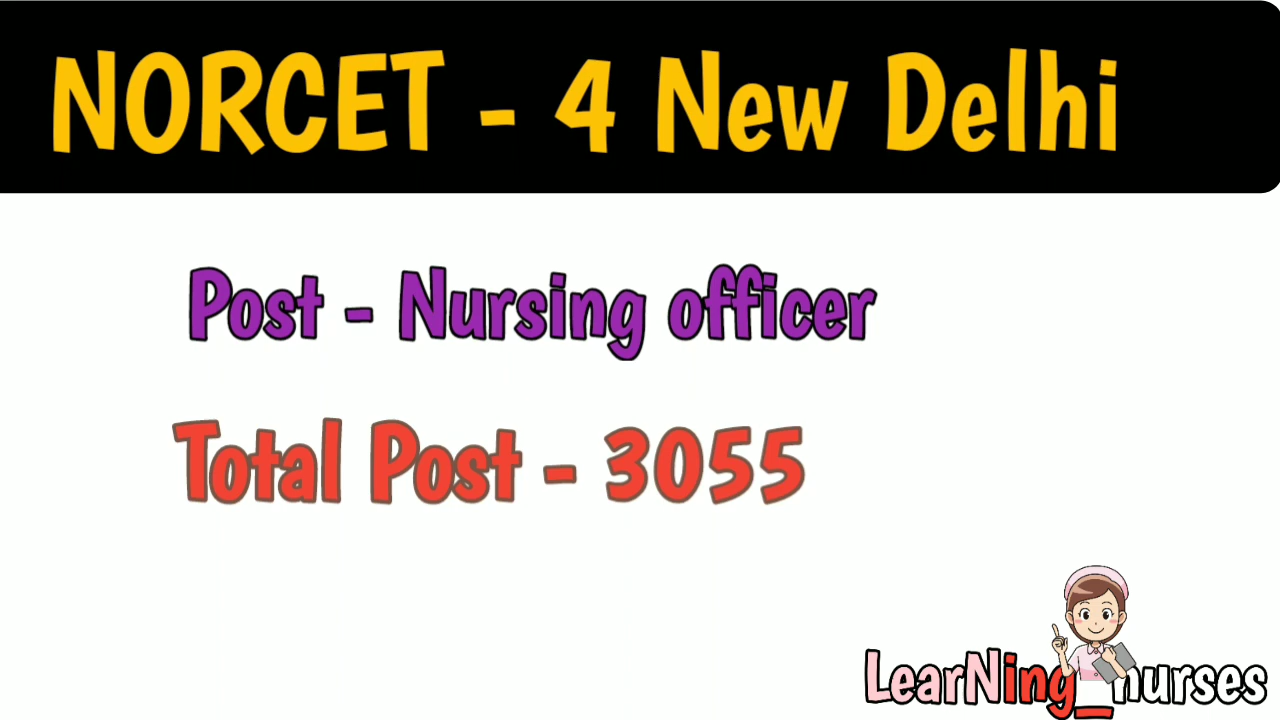 NORCET - 4 New Delhi
Post - Nursing officer
Total Post - 3055
LearNing_nurses